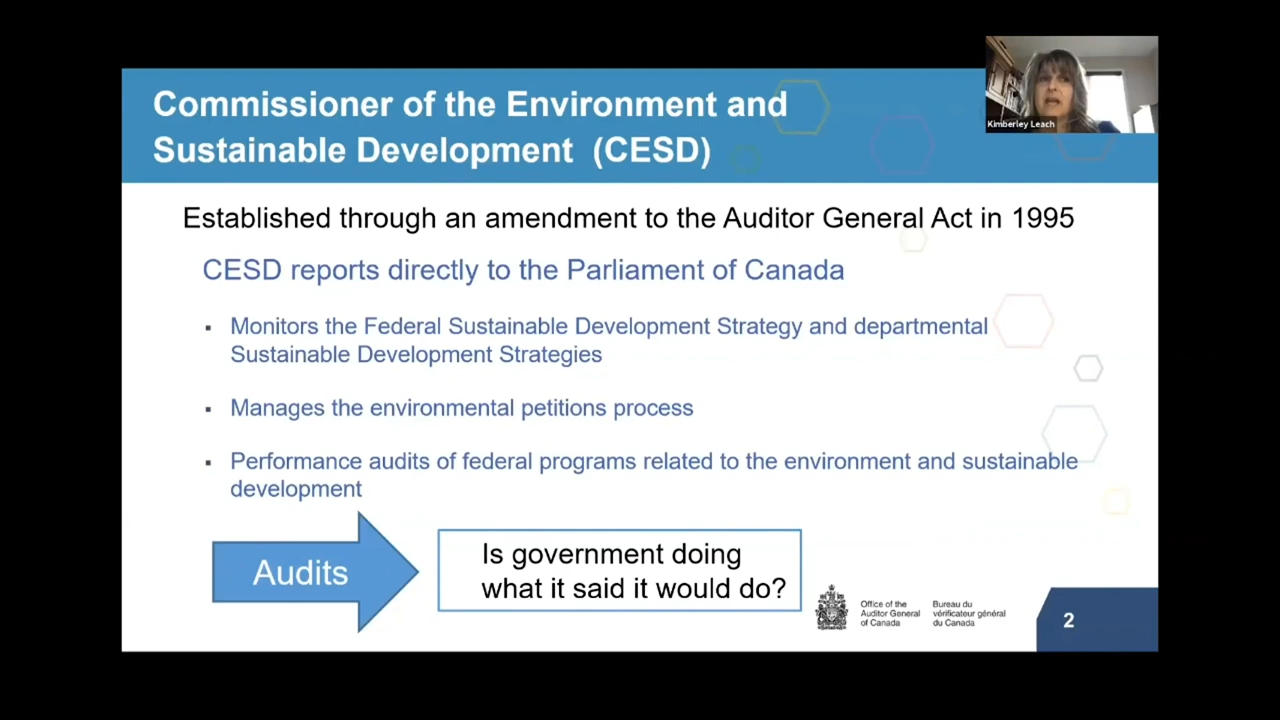 Commissioner of the Environment and
Sustainable Development (CESD)
Kimberley Leach
Established through an amendment to the Auditor General Act in 1995
CESD reports directly to the Parliament of Canada
▪ Monitors the Federal Sustainable Development Strategy and departmental
Sustainable Development Strategies
▪ Manages the environmental petitions process
▪ Performance audits of federal programs related to the environment and sustainable
development
Audits
Is government doing
what it said it would do?
Office of the
Auditor General
of Canada
Bureau du
vérificateur général
du Canada
2